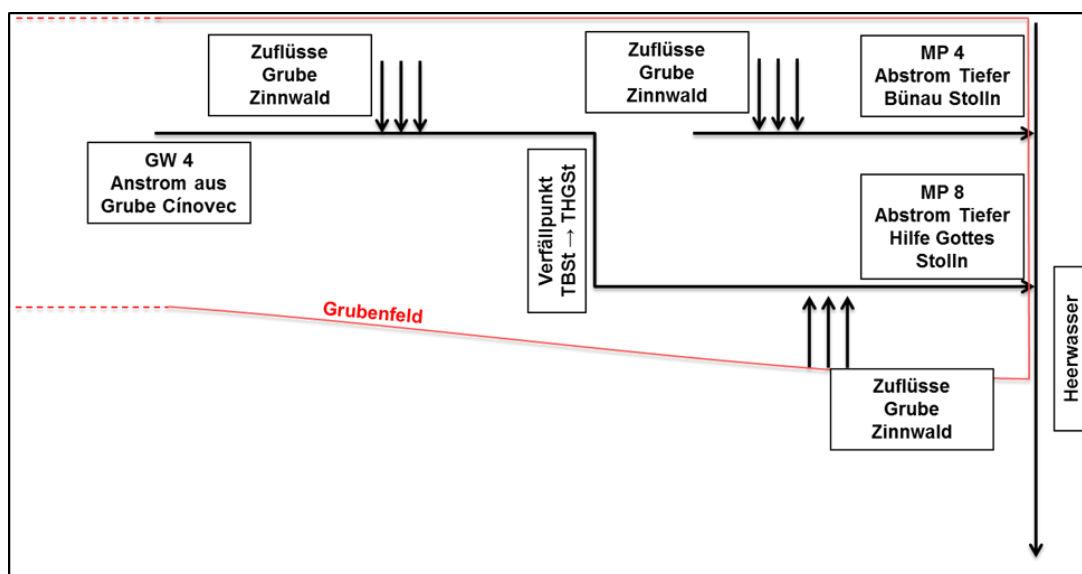 Zuflüsse
Grube
Zinnwald
Zuflüsse
Grube
Zinnwald
MP 4
Abstrom Tiefer
Bünau Stolln
GW 4
Anstrom aus
Grube Cínovec
Verfällpunkt
TBSt → THGSt
MP 8
Abstrom Tiefer
Hilfe Gottes
Stolln
Grubenfeld
Heerwasser
Zuflüsse
Grube
Zinnwald